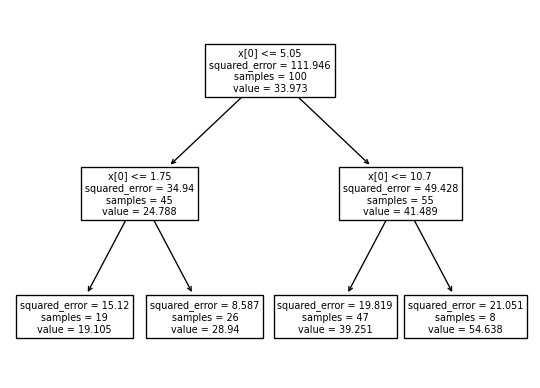 x[0] <= 5.05
squared_error = 111.946
samples = 100
value = 33.973
x[0] <= 1.75
squared_error = 34.94
samples = 45
value = 24.788
x[0] <= 10.7
squared_error = 49.428
samples = 55
value = 41.489
squared_error = 15.12
samples = 19
value = 19.105
squared_error = 8.587
samples = 26
value = 28.94
squared_error = 19.819
samples = 47
value = 39.251
squared_error = 21.051
samples = 8
value = 54.638